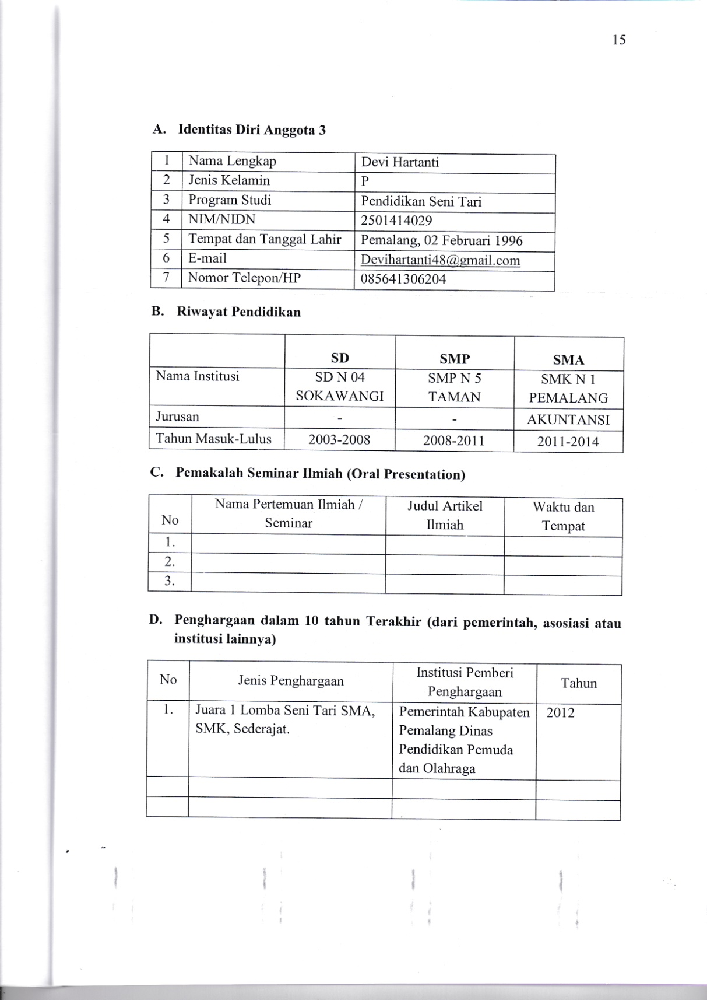 15
A. Identitas Diri Anggota 3
1 Nama Lengkap Devi Hartanti
2 Jenis Kelamin P
3 Program Studi Pendidikan Seni Tari
4 NIM/NIDN 2501414029
5 Tempat dan Tanggal Lahir Pemalang, 02 Februari 1996
6 E-mail Devihartanti48@gmail.com
7 Nomor Telepon/HP 085641306204
B. Riwayat Pendidikan
SD SMP SMA
Nama Institusi SD N 04 SMP N 5 SMK N 1
SOKAWANGI TAMAN PEMALANG
Jurusan - - AKUNTANSI
Tahun Masuk-Lulus 2003-2008 2008-2011 2011-2014
C. Pemakalah Seminar Ilmiah (Oral Presentation)
No Nama Pertemuan Ilmiah / Judul Artikel Waktu dan
Seminar Ilmiah Tempat
1.
2.
3.
D. Penghargaan dalam 10 tahun Terakhir (dari pemerintah, asosiasi atau
institusi lainnya)
No Jenis Penghargaan Institusi Pemberi Tahun
Penghargaan
1. Juara 1 Lomba Seni Tari SMA, Pemerintah Kabupaten 2012
SMK, Sederajat. Pemalang Dinas
Pendidikan Pemuda
dan Olahraga